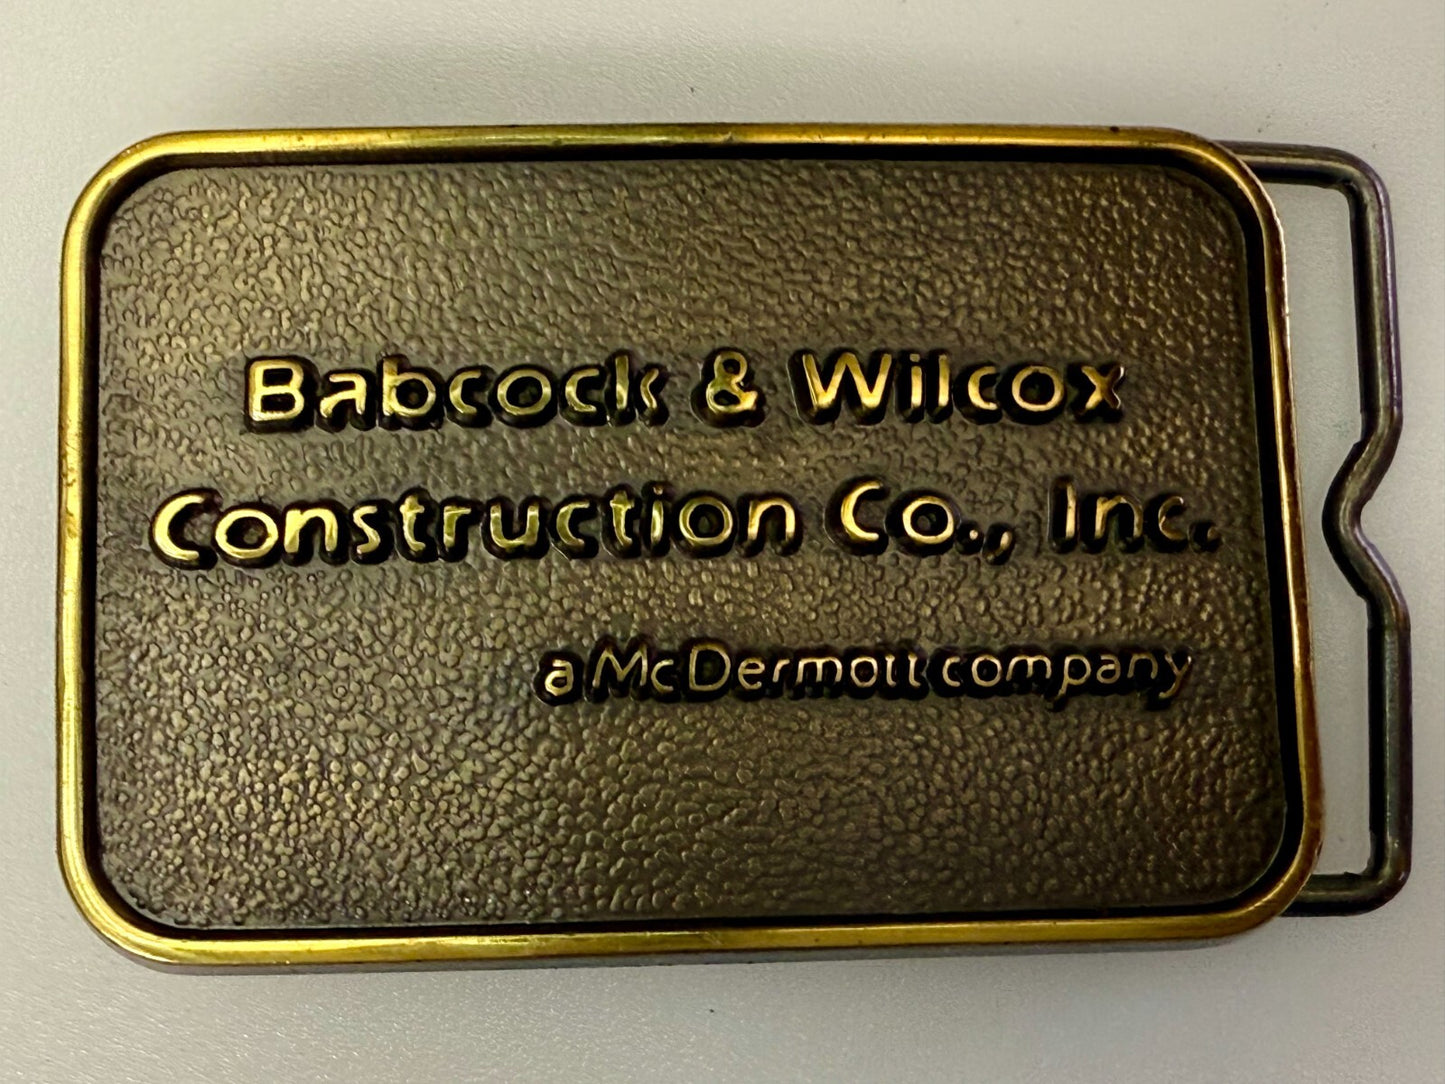 Babcock & Wilcox
Construction Co., Inc.
a McDermott company